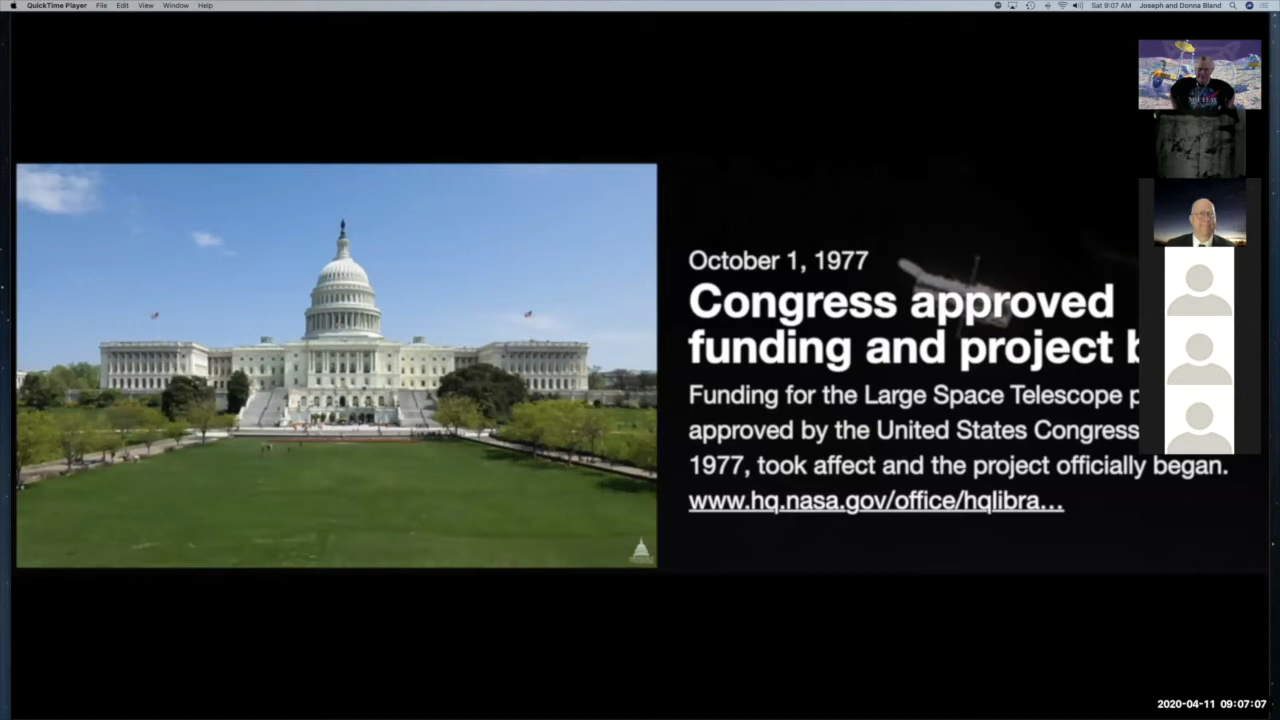 QuickTime Player File Edit View Window Help
Sat 9:07 AM Joseph and Donna Bland
October 1, 1977
Congress approved
funding and project b
Funding for the Large Space Telescope p
approved by the United States Congress
1977, took affect and the project officially began.
www.hq.nasa.gov/office/hqlibra...
2020-04-11 09:07:07